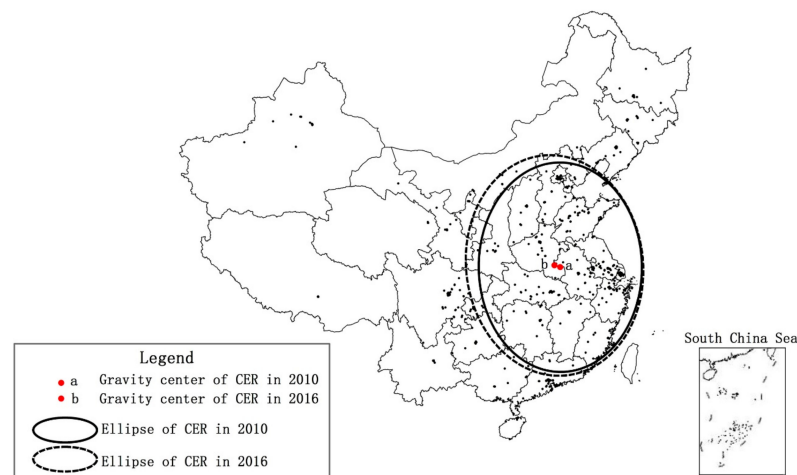 b a
South China Sea
Legend
a Gravity center of CER in 2010
b Gravity center of CER in 2016
Ellipse of CER in 2010
Ellipse of CER in 2016